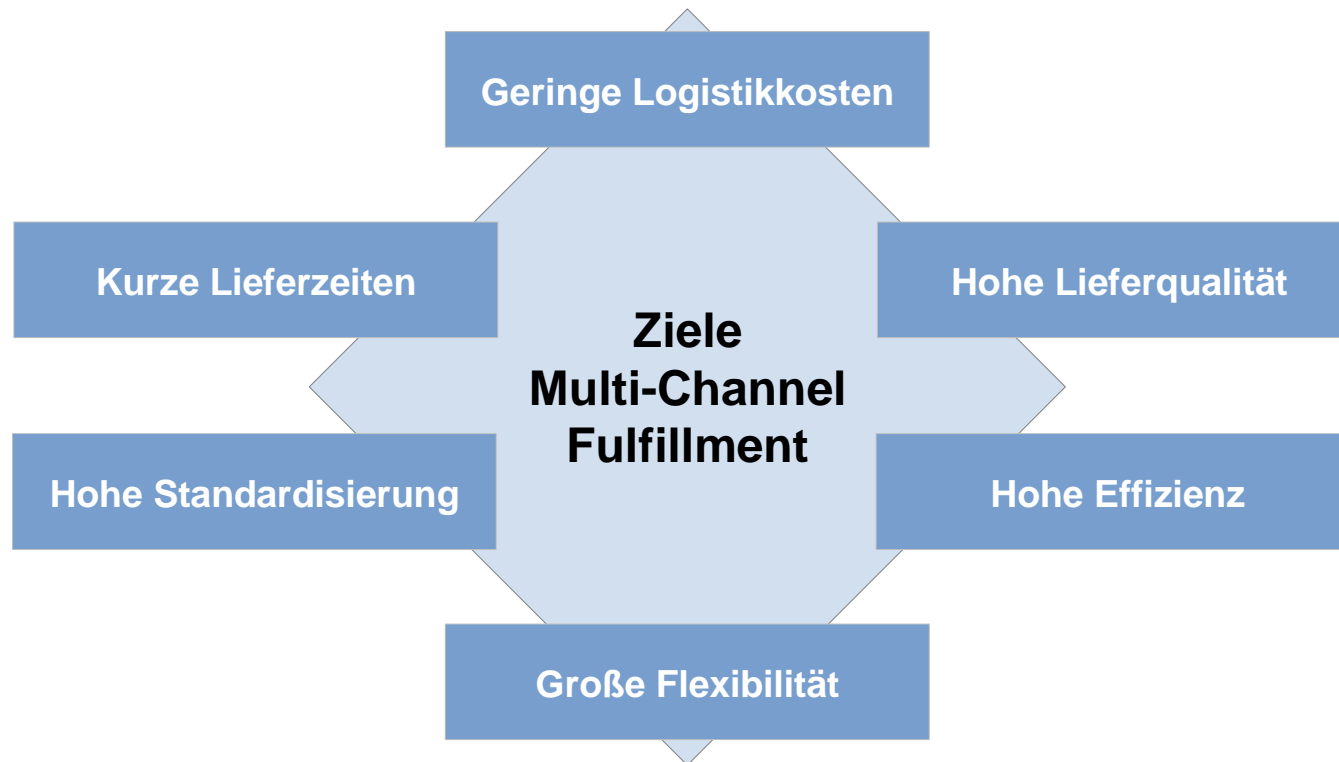 Geringe Logistikkosten
Kurze Lieferzeiten
Hohe Lieferqualität
Ziele
Multi-Channel
Fulfillment
Hohe Standardisierung
Hohe Effizienz
Große Flexibilität